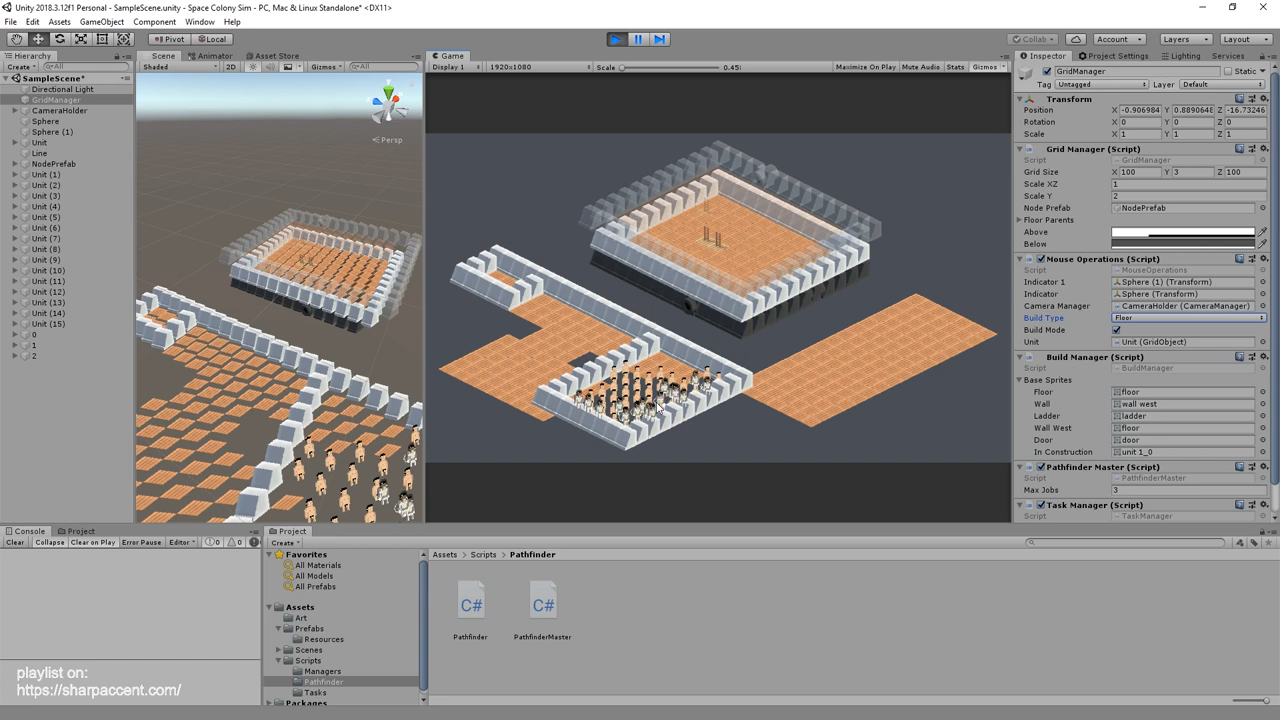 Unity 2018.3.12f1 Personal - SampleScene.unity - Space Colony Sim - PC, Mac & Linux Standalone* <DX11>
File Edit Assets GameObject Component Window Help
Pivot Local
Collab Account Layers Layout
Hierarchy
Create All
SampleScene*
Directional Light
GridManager
CameraHolder
Sphere
Sphere (1)
Unit
Line
NodePrefab
Unit (1)
Unit (2)
Unit (3)
Unit (4)
Unit (5)
Unit (6)
Unit (7)
Unit (8)
Unit (9)
Unit (10)
Unit (11)
Unit (12)
Unit (13)
Unit (14)
Unit (15)
0
1
2
Scene Animator Asset Store
Shaded 2D Gizmos All
Persp
Game
Display 1 1920x1080 Scale 0.45: Maximize On Play Mute Audio Stats Gizmos
Inspector Project Settings Lighting Services
GridManager Static
Tag Untagged Layer Default
Transform
Position X -0.906984 Y 0.8890648 Z -16.73246
Rotation X 0 Y 0 Z 0
Scale X 1 Y 1 Z 1
Grid Manager (Script)
Script GridManager
Grid Size X 100 Y 3 Z 100
Scale XZ 1
Scale Y 2
Node Prefab NodePrefab
Floor Parents
Above
Below
Mouse Operations (Script)
Script MouseOperations
Indicator 1 Sphere (1) (Transform)
Indicator Sphere (Transform)
Camera Manager CameraHolder (CameraManager)
Build Type Floor
Build Mode
Unit Unit (GridObject)
Build Manager (Script)
Script BuildManager
Base Sprites
Floor floor
Wall wall west
Ladder ladder
Wall West floor
Door door
In Construction unit 1_0
Pathfinder Master (Script)
Script PathfinderMaster
Max Jobs 3
Task Manager (Script)
Script TaskManager
Console Project
Clear Collapse Clear on Play Error Pause Editor 0 0
playlist on:
https://sharpaccent.com/
Project
Create
Favorites
All Materials
All Models
All Prefabs
Assets
Art
Prefabs
Resources
Scenes
Scripts
Managers
Pathfinder
Tasks
Packages
Assets Scripts Pathfinder
C# C#
Pathfinder PathfinderMaster